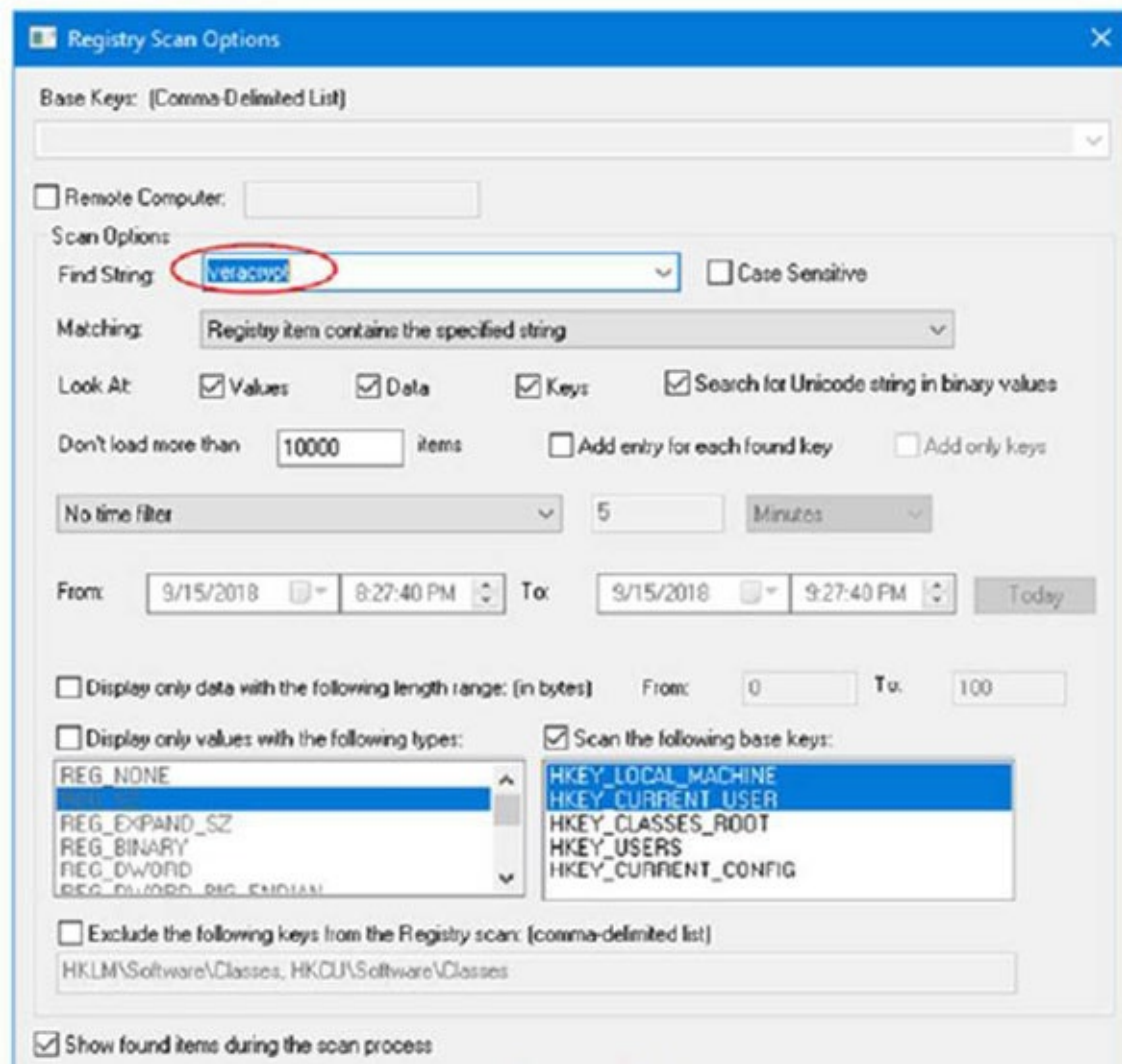 Registry Scan Options
Base Keys: (Comma-Delimited List)
Remote Computer:
Scan Options
Find String: veracrypt Case Sensitive
Matching: Registry item contains the specified string
Look At: Values Data Keys Search for Unicode string in binary values
Don't load more than 10000 items Add entry for each found key Add only keys
No time filter 5 Minutes
From: 9/15/2018 8:27:40 PM To: 9/15/2018 9:27:40 PM Today
Display only data with the following length range: (in bytes) From: 0 To: 100
Display only values with the following types: Scan the following base keys:
REG_NONE
REG_EXPAND_SZ
REG_BINARY
REG_DWORD
REG_DWORD_BIG_ENDIAN
HKEY_LOCAL_MACHINE
HKEY_CURRENT_USER
HKEY_CLASSES_ROOT
HKEY_USERS
HKEY_CURRENT_CONFIG
Exclude the following keys from the Registry scan: (comma-delimited list)
HKLM\Software\Classes, HKCU\Software\Classes
Show found items during the scan process